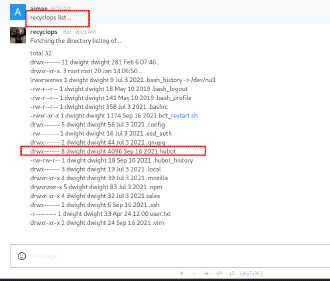 A
aiman 8:03 AM
recyclops list ..
recyclops Bot 8:03 AM
Fetching the directory listing of ..
total 32
drwx------ 11 dwight dwight 281 Feb 6 07:46 .
drwxr-xr-x. 3 root root 20 Jan 14 06:50 ..
lrwxrwxrwx 1 dwight dwight 9 Jul 3 2021 .bash_history -> /dev/null
-rw-r--r-- 1 dwight dwight 18 May 10 2019 .bash_logout
-rw-r--r-- 1 dwight dwight 141 May 10 2019 .bash_profile
-rw-r--r-- 1 dwight dwight 358 Jul 3 2021 .bashrc
-rwxr-xr-x 1 dwight dwight 1174 Sep 16 2021 bot_restart.sh
drwx------ 5 dwight dwight 56 Jul 3 2021 .config
-rw------- 1 dwight dwight 16 Jul 3 2021 .esd_auth
drwx------ 2 dwight dwight 44 Jul 3 2021 .gnupg
drwx------ 8 dwight dwight 4096 Sep 16 2021 hubot
-rw-rw-r-- 1 dwight dwight 18 Sep 16 2021 .hubot_history
drwx------ 3 dwight dwight 19 Jul 3 2021 .local
drwxr-xr-x 4 dwight dwight 39 Jul 3 2021 .mozilla
drwxrwxr-x 5 dwight dwight 83 Jul 3 2021 .npm
drwxr-xr-x 4 dwight dwight 32 Jul 3 2021 sales
drwx------ 2 dwight dwight 6 Sep 16 2021 .ssh
-r-------- 1 dwight dwight 33 Apr 24 12:00 user.txt
drwxr-xr-x 2 dwight dwight 24 Sep 16 2021 .vim
Message